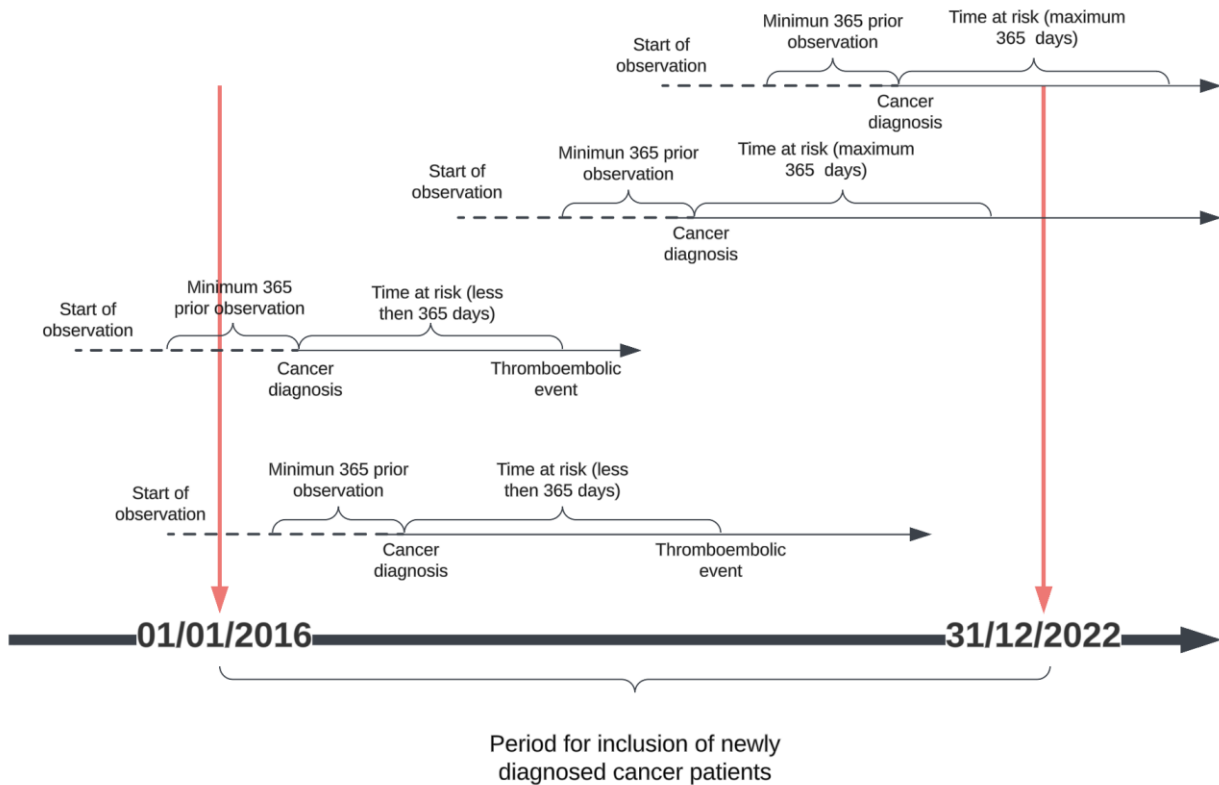 Start of
observation
Minimun 365 prior
observation
Time at risk (maximum
365 days)
Cancer
diagnosis
Start of
observation
Minimun 365 prior
observation
Time at risk (maximum
365 days)
Cancer
diagnosis
Start of
observation
Minimum 365
prior observation
Time at risk (less
then 365 days)
Cancer
diagnosis
Thromboembolic
event
Start of
observation
Minimun 365 prior
observation
Time at risk (less
then 365 days)
Cancer
diagnosis
Thromboembolic
event
01/01/2016
31/12/2022
Period for inclusion of newly
diagnosed cancer patients